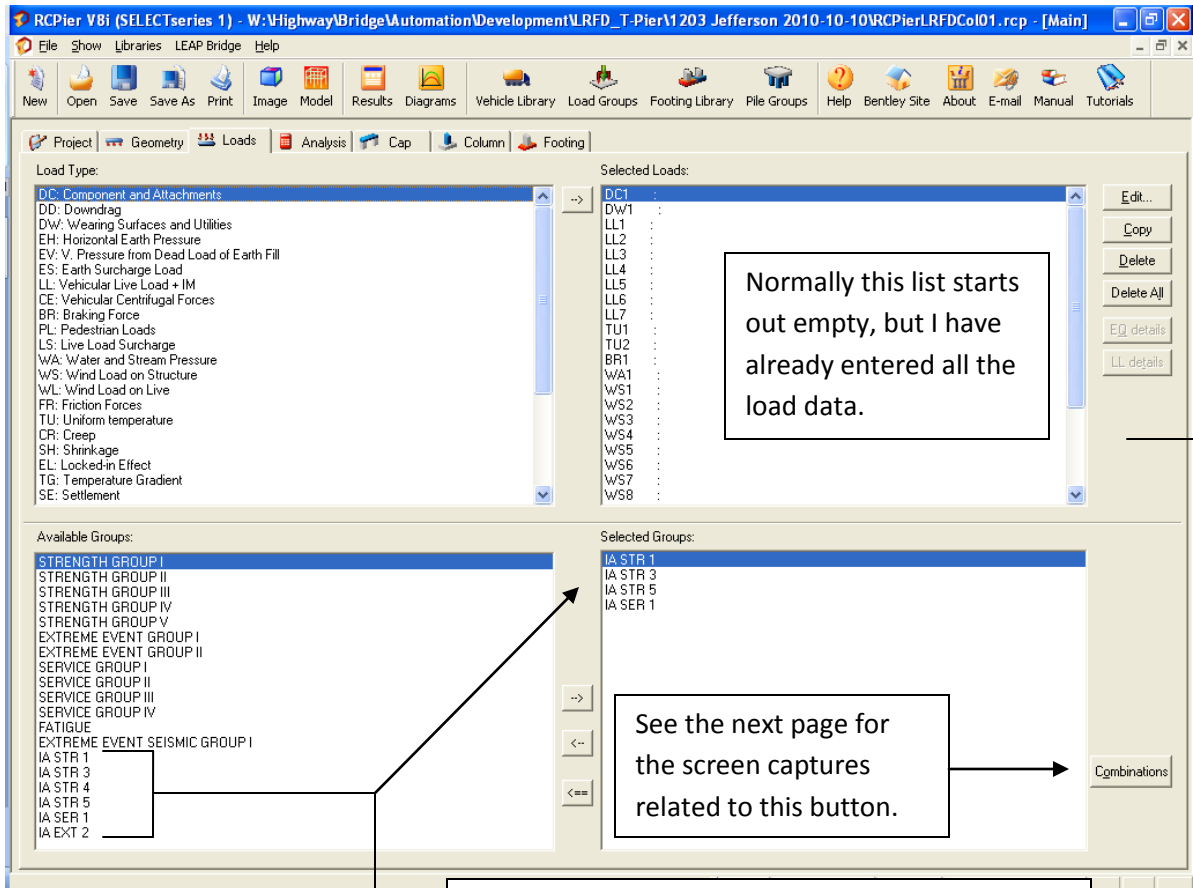 RCPier V8i (SELECTseries 1) - W:\Highway\Bridge\Automation\Development\LRFD_T-Pier\1203 Jefferson 2010-10-10\RCPierLRFDCol01.rcp - [Main]
File Show Libraries LEAP Bridge Help
New Open Save Save As Print Image Model Results Diagrams Vehicle Library Load Groups Footing Library Pile Groups Help Bentley Site About E-mail Manual Tutorials
Project Geometry Loads Analysis Cap Column Footing
Load Type:
DC: Component and Attachments
DD: Downdrag
DW: Wearing Surfaces and Utilities
EH: Horizontal Earth Pressure
EV: V. Pressure from Dead Load of Earth Fill
ES: Earth Surcharge Load
LL: Vehicular Live Load + IM
CE: Vehicular Centrifugal Forces
BR: Braking Force
PL: Pedestrian Loads
LS: Live Load Surcharge
WA: Water and Stream Pressure
WS: Wind Load on Structure
WL: Wind Load on Live
FR: Friction Forces
TU: Uniform temperature
CR: Creep
SH: Shrinkage
EL: Locked-in Effect
TG: Temperature Gradient
SE: Settlement
-->
Selected Loads:
DC1 :
DW1 :
LL1 :
LL2 :
LL3 :
LL4 :
LL5 :
LL6 :
LL7 :
TU1 :
TU2 :
BR1 :
WA1 :
WS1 :
WS2 :
WS3 :
WS4 :
WS5 :
WS6 :
WS7 :
WS8 :
Normally this list starts
out empty, but I have
already entered all the
load data.
Edit...
Copy
Delete
Delete All
EQ details
LL details
Available Groups:
STRENGTH GROUP I
STRENGTH GROUP II
STRENGTH GROUP III
STRENGTH GROUP IV
STRENGTH GROUP V
EXTREME EVENT GROUP I
EXTREME EVENT GROUP II
SERVICE GROUP I
SERVICE GROUP II
SERVICE GROUP III
SERVICE GROUP IV
FATIGUE
EXTREME EVENT SEISMIC GROUP I
IA STR 1
IA STR 3
IA STR 4
IA STR 5
IA SER 1
IA EXT 2
-->
<--
<==
Selected Groups:
IA STR 1
IA STR 3
IA STR 5
IA SER 1
See the next page for
the screen captures
related to this button.
Combinations